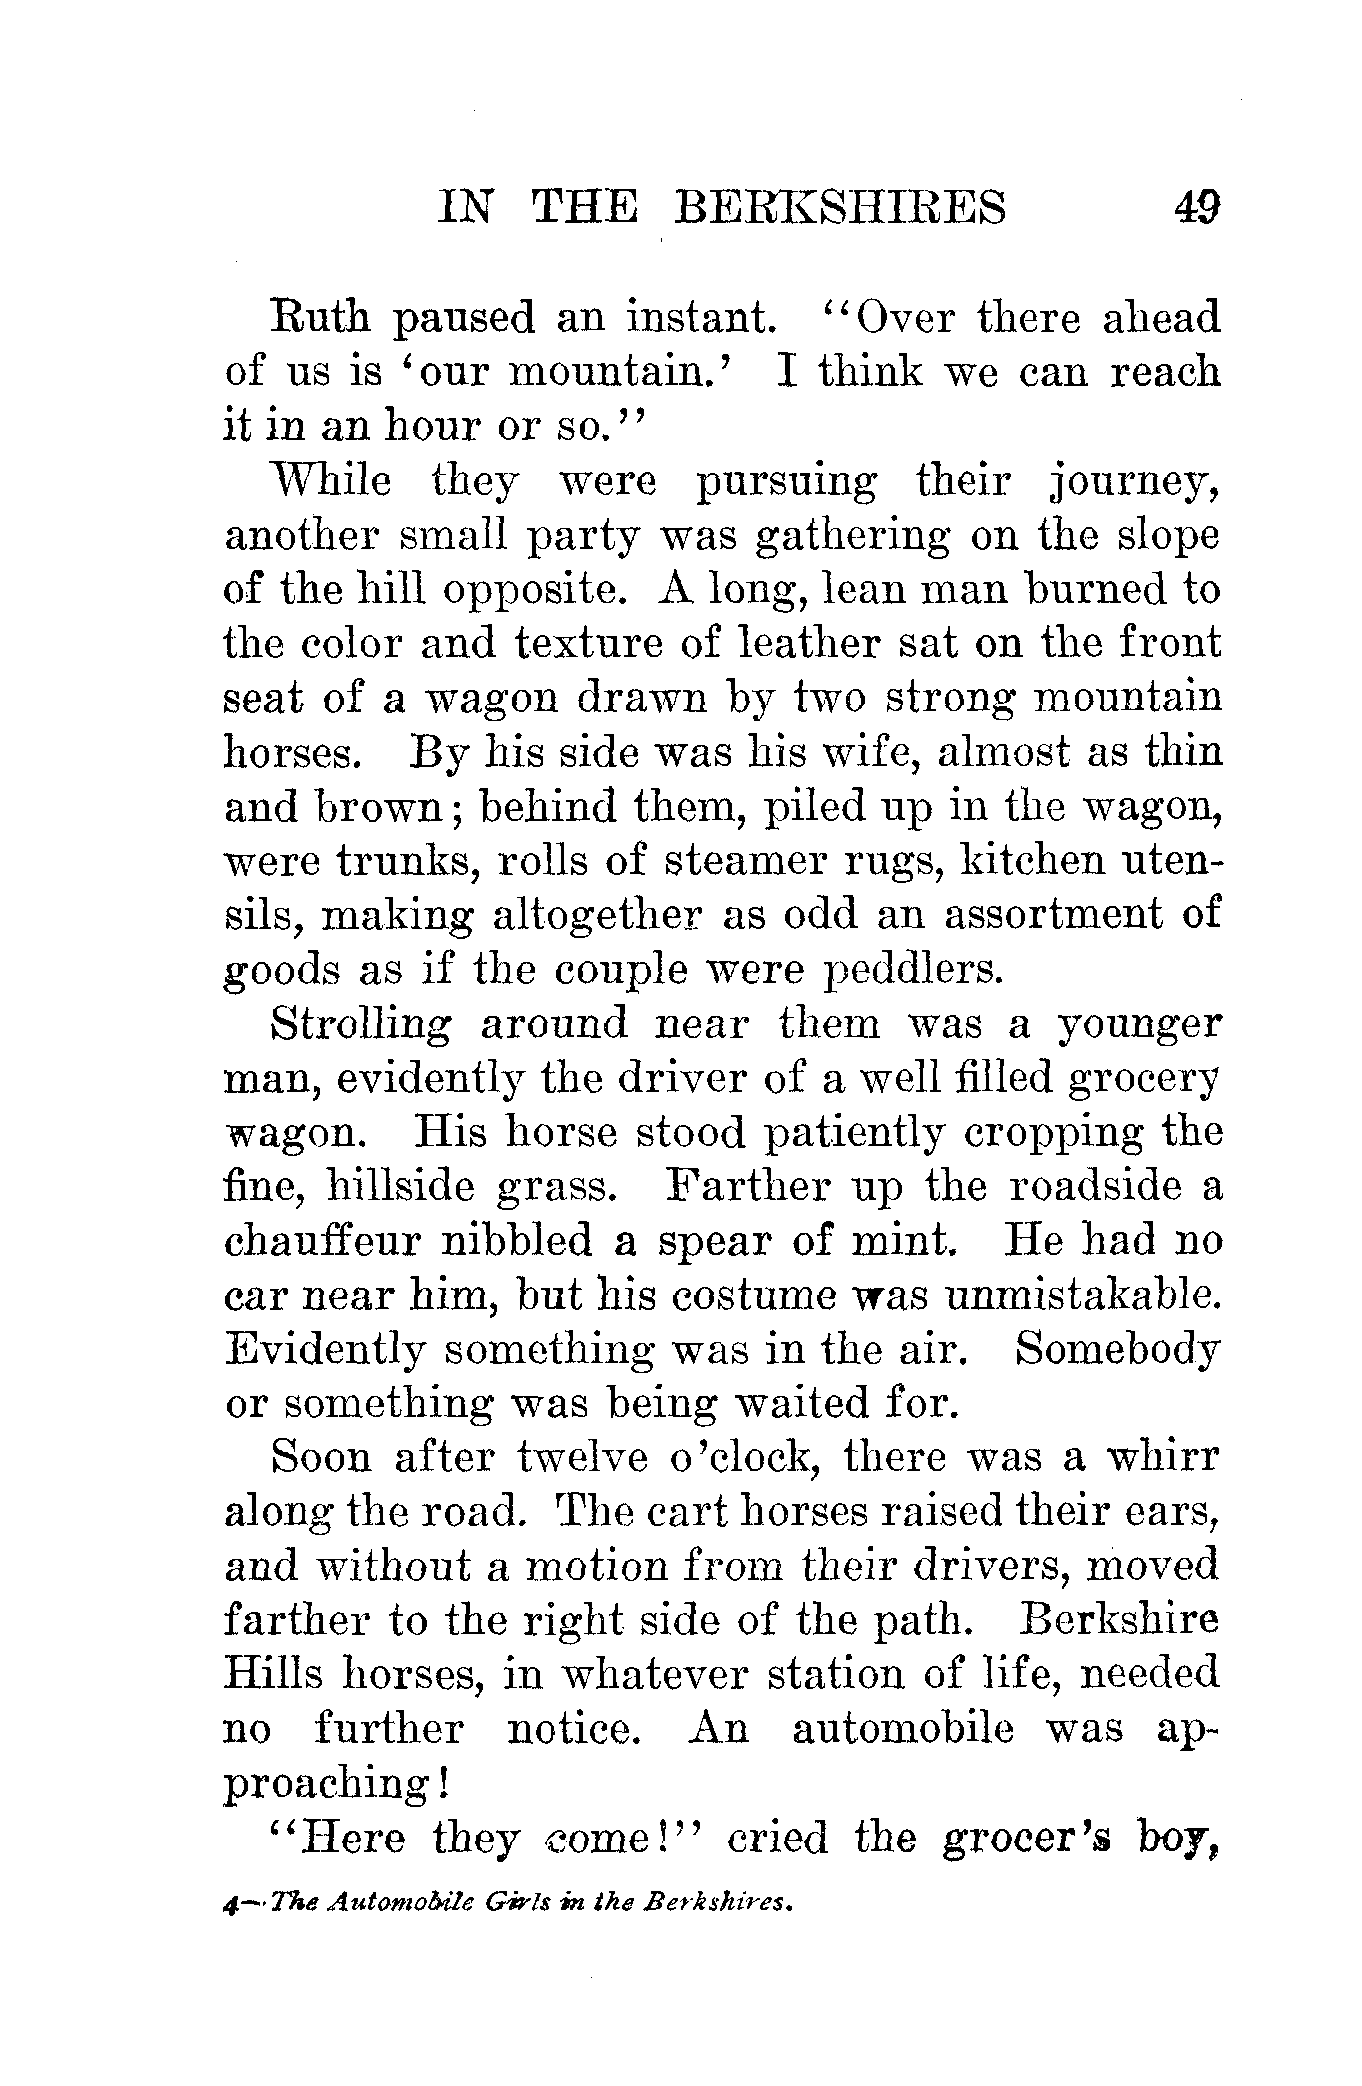 IN THE BERKSHIRES 49
Ruth paused an instant. “Over there ahead
of us is ‘our mountain.’ I think we can reach
it in an hour or so.”
While they were pursuing their journey,
another small party was gathering on the slope
of the hill opposite. A long, lean man burned to
the color and texture of leather sat on the front
seat of a wagon drawn by two strong mountain
horses. By his side was his wife, almost as thin
and brown; behind them, piled up in the wagon,
were trunks, rolls of steamer rugs, kitchen uten-
sils, making altogether as odd an assortment of
goods as if the couple were peddlers.
Strolling around near them was a younger
man, evidently the driver of a well filled grocery
wagon. His horse stood patiently cropping the
fine, hillside grass. Farther up the roadside a
chauffeur nibbled a spear of mint. He had no
car near him, but his costume was unmistakable.
Evidently something was in the air. Somebody
or something was being waited for.
Soon after twelve o’clock, there was a whirr
along the road. The cart horses raised their ears,
and without a motion from their drivers, moved
farther to the right side of the path. Berkshire
Hills horses, in whatever station of life, needed
no further notice. An automobile was ap-
proaching!
“Here they come!” cried the grocer’s boy,
4—The Automobile Girls in the Berkshires.